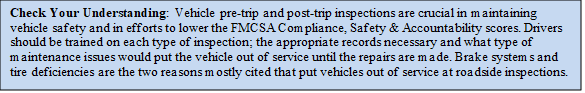 Check Your Understanding: Vehicle pre-trip and post-trip inspections are crucial in maintaining
vehicle safety and in efforts to lower the FMCSA Compliance, Safety & Accountability scores. Drivers
should be trained on each type of inspection; the appropriate records necessary and what type of
maintenance issues would put the vehicle out of service until the repairs are made. Brake systems and
tire deficiencies are the two reasons mostly cited that put vehicles out of service at roadside inspections.